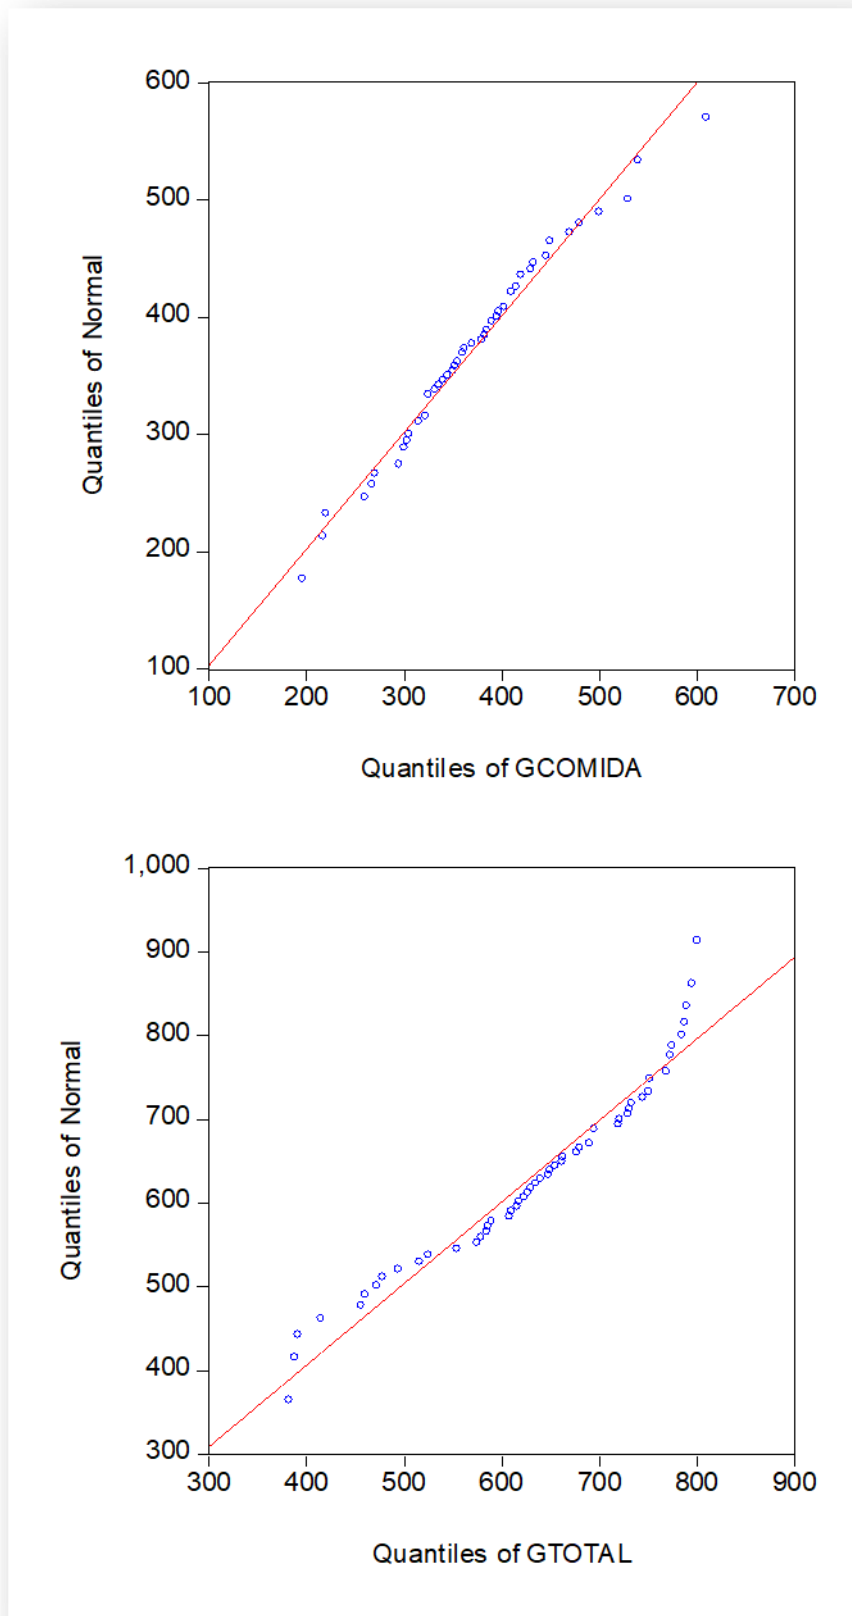 600
500
400
300
200
100
Quantiles of Normal
100 200 300 400 500 600 700
Quantiles of GCOMIDA
1,000
900
800
700
600
500
400
300
Quantiles of Normal
300 400 500 600 700 800 900
Quantiles of GTOTAL